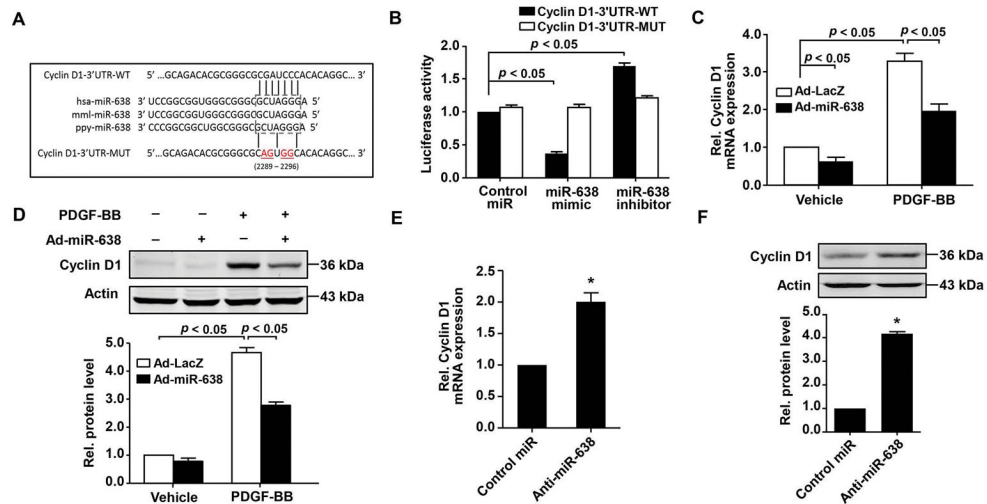 A
Cyclin D1-3'UTR-WT 5' ...GCAGACACGCGGGCGCGAUCCCACACAGGC... 3'
hsa-miR-638 3' UCCGGCGGUGGGCGGGCGCUAGGGA 5'
mml-miR-638 3' UCCGGCGGUGGGCGGGCGCUAGGGA 5'
ppy-miR-638 3' CCCGGCGGCUGGCGGGCGCUAGGGA 5'
Cyclin D1-3'UTR-MUT 5' ...GCAGACACGCGGGCGCAGUGGCACACAGGC... 3'
(2289 – 2296)
B
Cyclin D1-3'UTR-WT
Cyclin D1-3'UTR-MUT
p < 0.05
p < 0.05
Luciferase activity
2.0
1.5
1.0
0.5
0.0
Control miR
miR-638 mimic
miR-638 inhibitor
C
p < 0.05
p < 0.05
p < 0.05
Ad-LacZ
Ad-miR-638
Rel. Cyclin D1
mRNA expression
4.0
3.0
2.0
1.0
0.0
Vehicle
PDGF-BB
D
PDGF-BB – – + +
Ad-miR-638 – + – +
Cyclin D1
36 kDa
Actin
43 kDa
p < 0.05
p < 0.05
Ad-LacZ
Ad-miR-638
Rel. protein level
5.0
4.0
3.0
2.0
1.0
0.0
Vehicle
PDGF-BB
E
Rel. Cyclin D1
mRNA expression
2.5
2.0
1.5
1.0
0.5
0.0
*
Control miR
Anti-miR-638
F
Cyclin D1
36 kDa
Actin
43 kDa
Rel. protein level
5.0
4.0
3.0
2.0
1.0
0.0
*
Control miR
Anti-miR-638